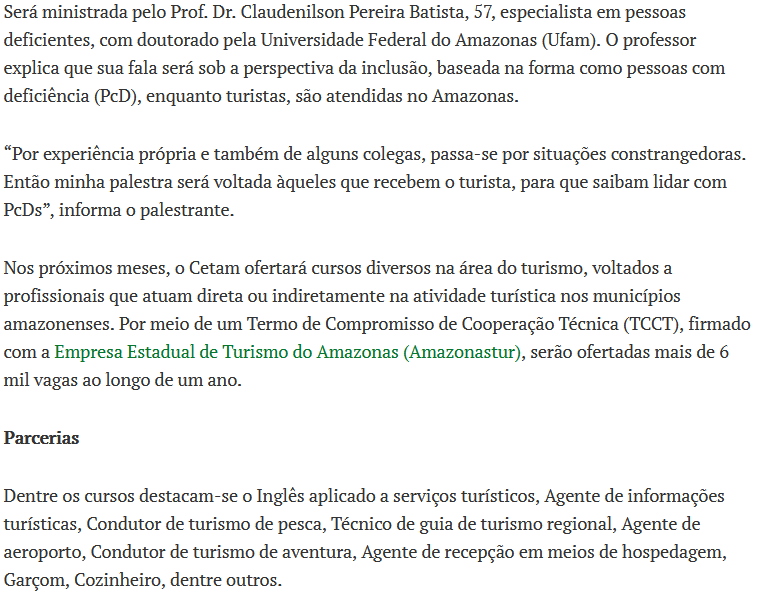 Será ministrada pelo Prof. Dr. Claudenilson Pereira Batista, 57, especialista em pessoas
deficientes, com doutorado pela Universidade Federal do Amazonas (Ufam). O professor
explica que sua fala será sob a perspectiva da inclusão, baseada na forma como pessoas com
deficiência (PcD), enquanto turistas, são atendidas no Amazonas.
“Por experiência própria e também de alguns colegas, passa-se por situações constrangedoras.
Então minha palestra será voltada àqueles que recebem o turista, para que saibam lidar com
PcDs”, informa o palestrante.
Nos próximos meses, o Cetam ofertará cursos diversos na área do turismo, voltados a
profissionais que atuam direta ou indiretamente na atividade turística nos municípios
amazonenses. Por meio de um Termo de Compromisso de Cooperação Técnica (TCCT), firmado
com a Empresa Estadual de Turismo do Amazonas (Amazonastur), serão ofertadas mais de 6
mil vagas ao longo de um ano.
Parcerias
Dentre os cursos destacam-se o Inglês aplicado a serviços turísticos, Agente de informações
turísticas, Condutor de turismo de pesca, Técnico de guia de turismo regional, Agente de
aeroporto, Condutor de turismo de aventura, Agente de recepção em meios de hospedagem,
Garçom, Cozinheiro, dentre outros.